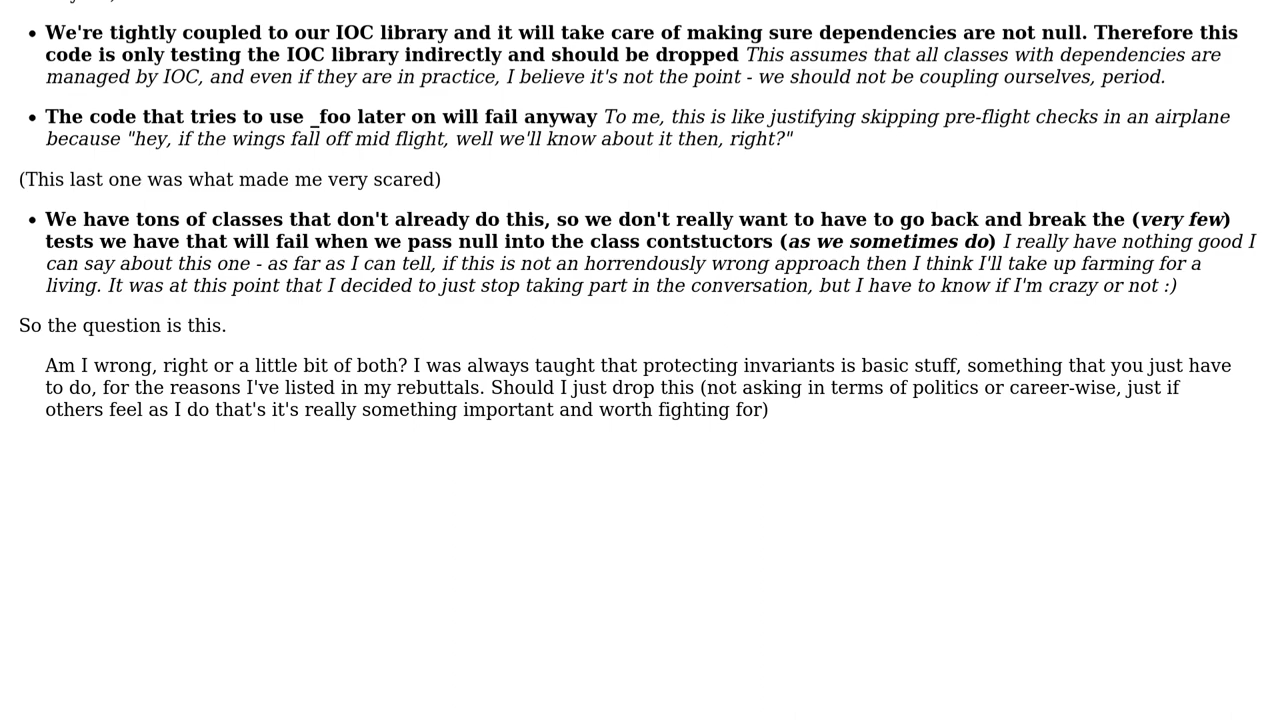 We're tightly coupled to our IOC library and it will take care of making sure dependencies are not null. Therefore this
code is only testing the IOC library indirectly and should be dropped This assumes that all classes with dependencies are
managed by IOC, and even if they are in practice, I believe it's not the point - we should not be coupling ourselves, period.
The code that tries to use _foo later on will fail anyway To me, this is like justifying skipping pre-flight checks in an airplane
because "hey, if the wings fall off mid flight, well we'll know about it then, right?"
(This last one was what made me very scared)
We have tons of classes that don't already do this, so we don't really want to have to go back and break the (very few)
tests we have that will fail when we pass null into the class contstuctors (as we sometimes do) I really have nothing good I
can say about this one - as far as I can tell, if this is not an horrendously wrong approach then I think I'll take up farming for a
living. It was at this point that I decided to just stop taking part in the conversation, but I have to know if I'm crazy or not :)
So the question is this.
Am I wrong, right or a little bit of both? I was always taught that protecting invariants is basic stuff, something that you just have
to do, for the reasons I've listed in my rebuttals. Should I just drop this (not asking in terms of politics or career-wise, just if
others feel as I do that's it's really something important and worth fighting for)